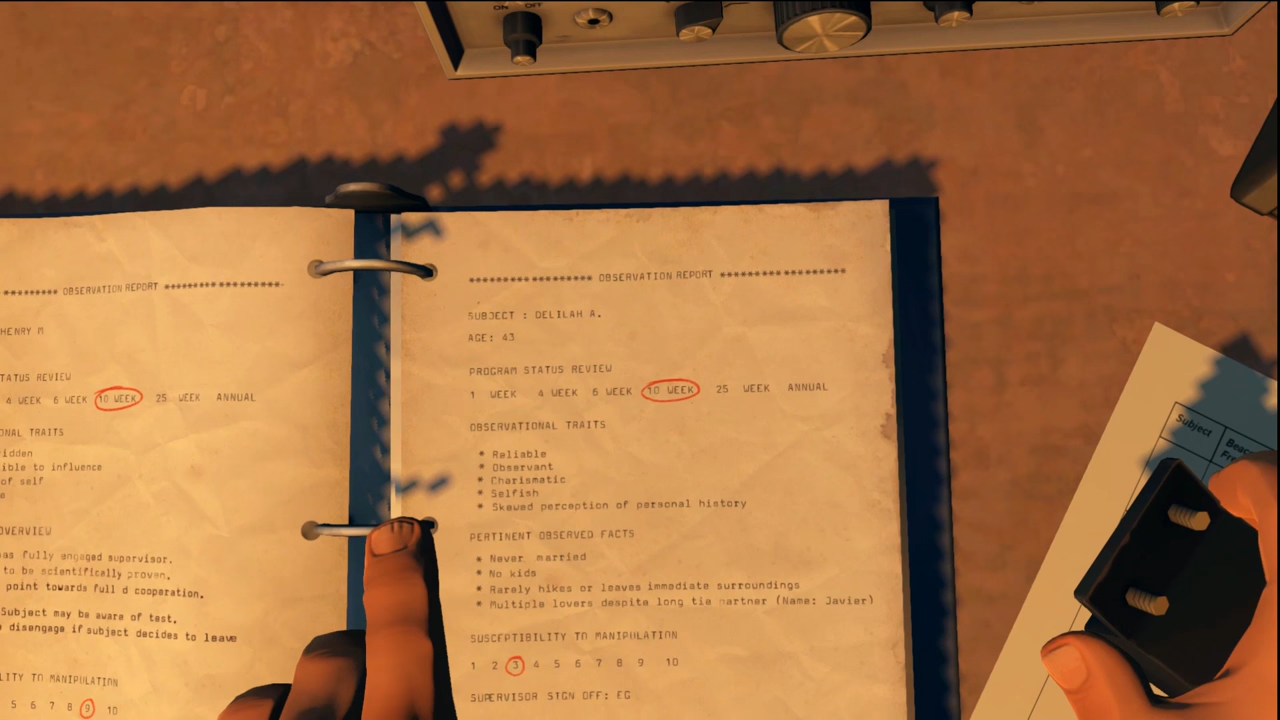 ON OFF
********* OBSERVATION REPORT *****************
HENRY M
TATUS REVIEW
4 WEEK 6 WEEK 10 WEEK 25 WEEK ANNUAL
ONAL TRAITS
idden
ible to influence
of self
e
OVERVIEW
as fully engaged supervisor.
to be scientifically proven,
point towards full d cooperation.
Subject may be aware of test.
disengage if subject decides to leave
LITY TO MANIPULATION
5 6 7 8 9 10
****************** OBSERVATION REPORT ******************
SUBJECT : DELILAH A.
AGE: 43
PROGRAM STATUS REVIEW
1 WEEK 4 WEEK 6 WEEK 10 WEEK 25 WEEK ANNUAL
OBSERVATIONAL TRAITS
* Reliable
* Observant
* Charismatic
* Selfish
* Skewed perception of personal history
PERTINENT OBSERVED FACTS
* Never married
* No kids
* Rarely hikes or leaves immediate surroundings
* Multiple lovers despite long tie partner (Name: Javier)
SUSCEPTIBILITY TO MANIPULATION
1 2 3 4 5 6 7 8 9 10
SUPERVISOR SIGN OFF: EG
Subject